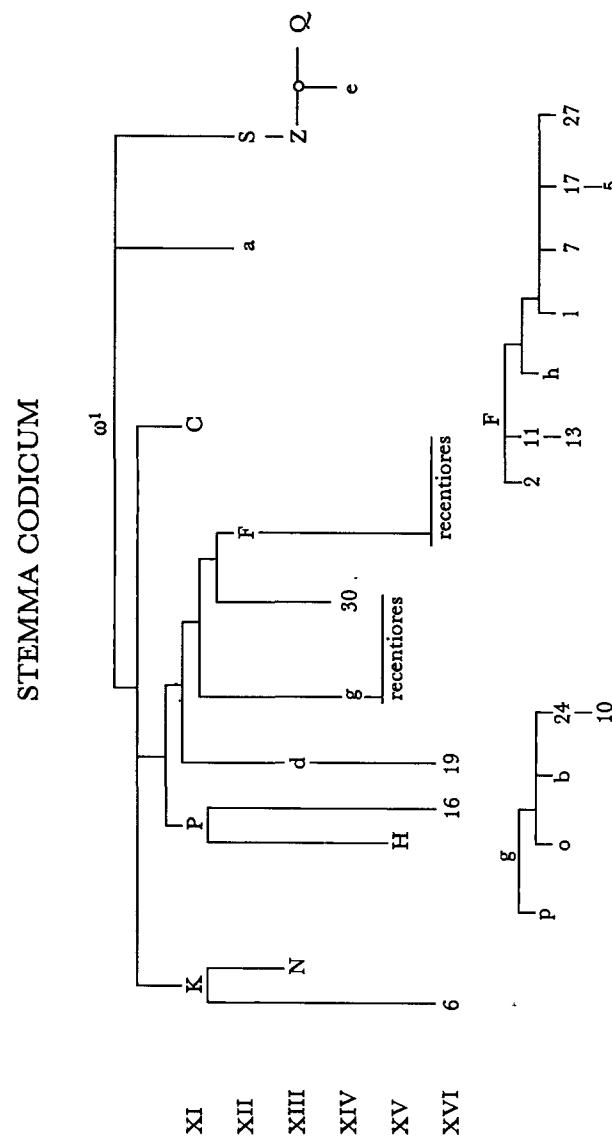 STEMMA CODICUM
ω¹
XI K P C
XII F a S
XIII N d Z e Q
XIV g 30
XV H recentiores
XVI 6 16 19 recentiores
g
p o b 24
10
F
2 11 h 1 7 17 27
13 5